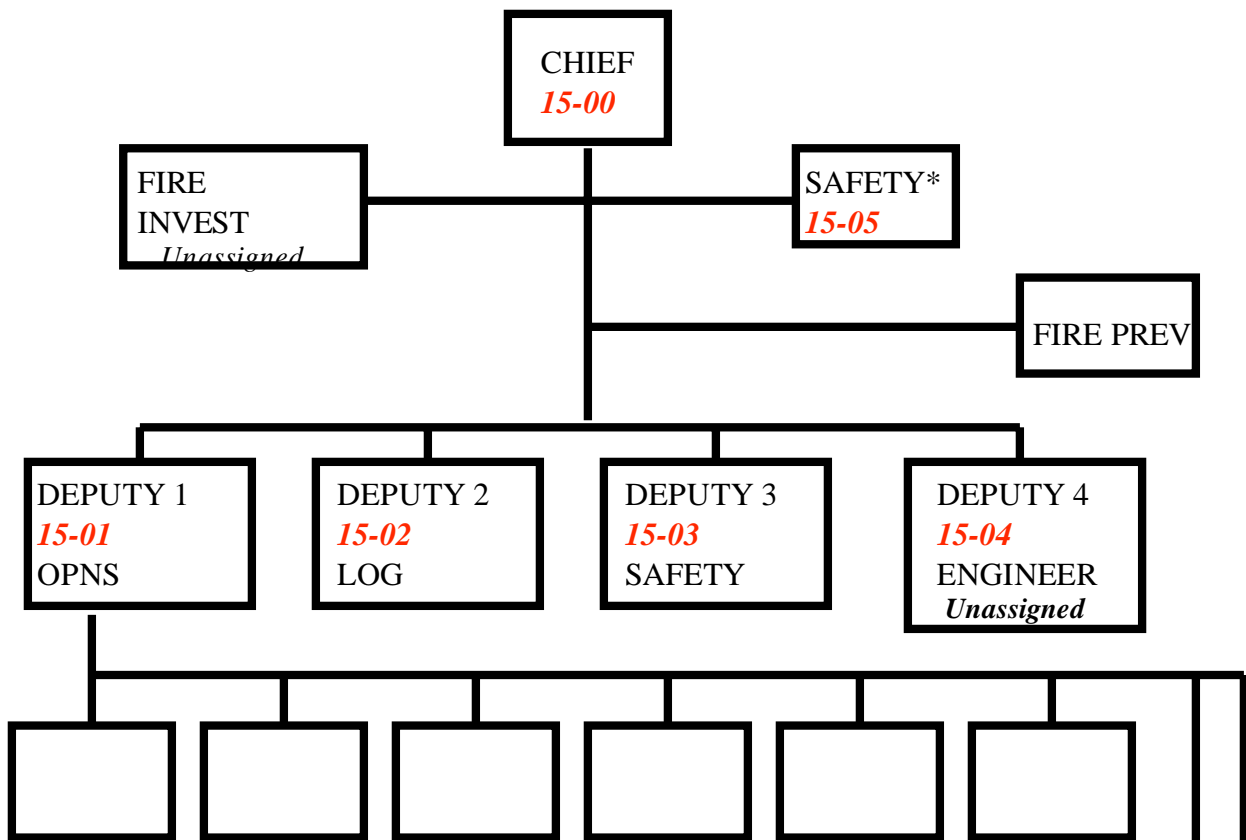 CHIEF
15-00
FIRE
INVEST
Unassigned
SAFETY*
15-05
FIRE PREV
DEPUTY 1
15-01
OPNS
DEPUTY 2
15-02
LOG
DEPUTY 3
15-03
SAFETY
DEPUTY 4
15-04
ENGINEER
Unassigned